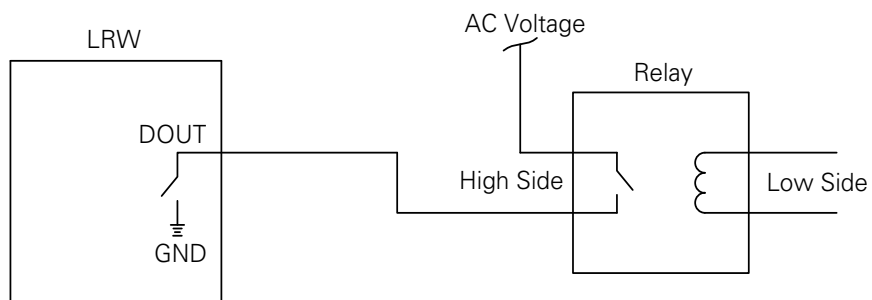 AC Voltage
LRW
Relay
DOUT
High Side
Low Side
GND